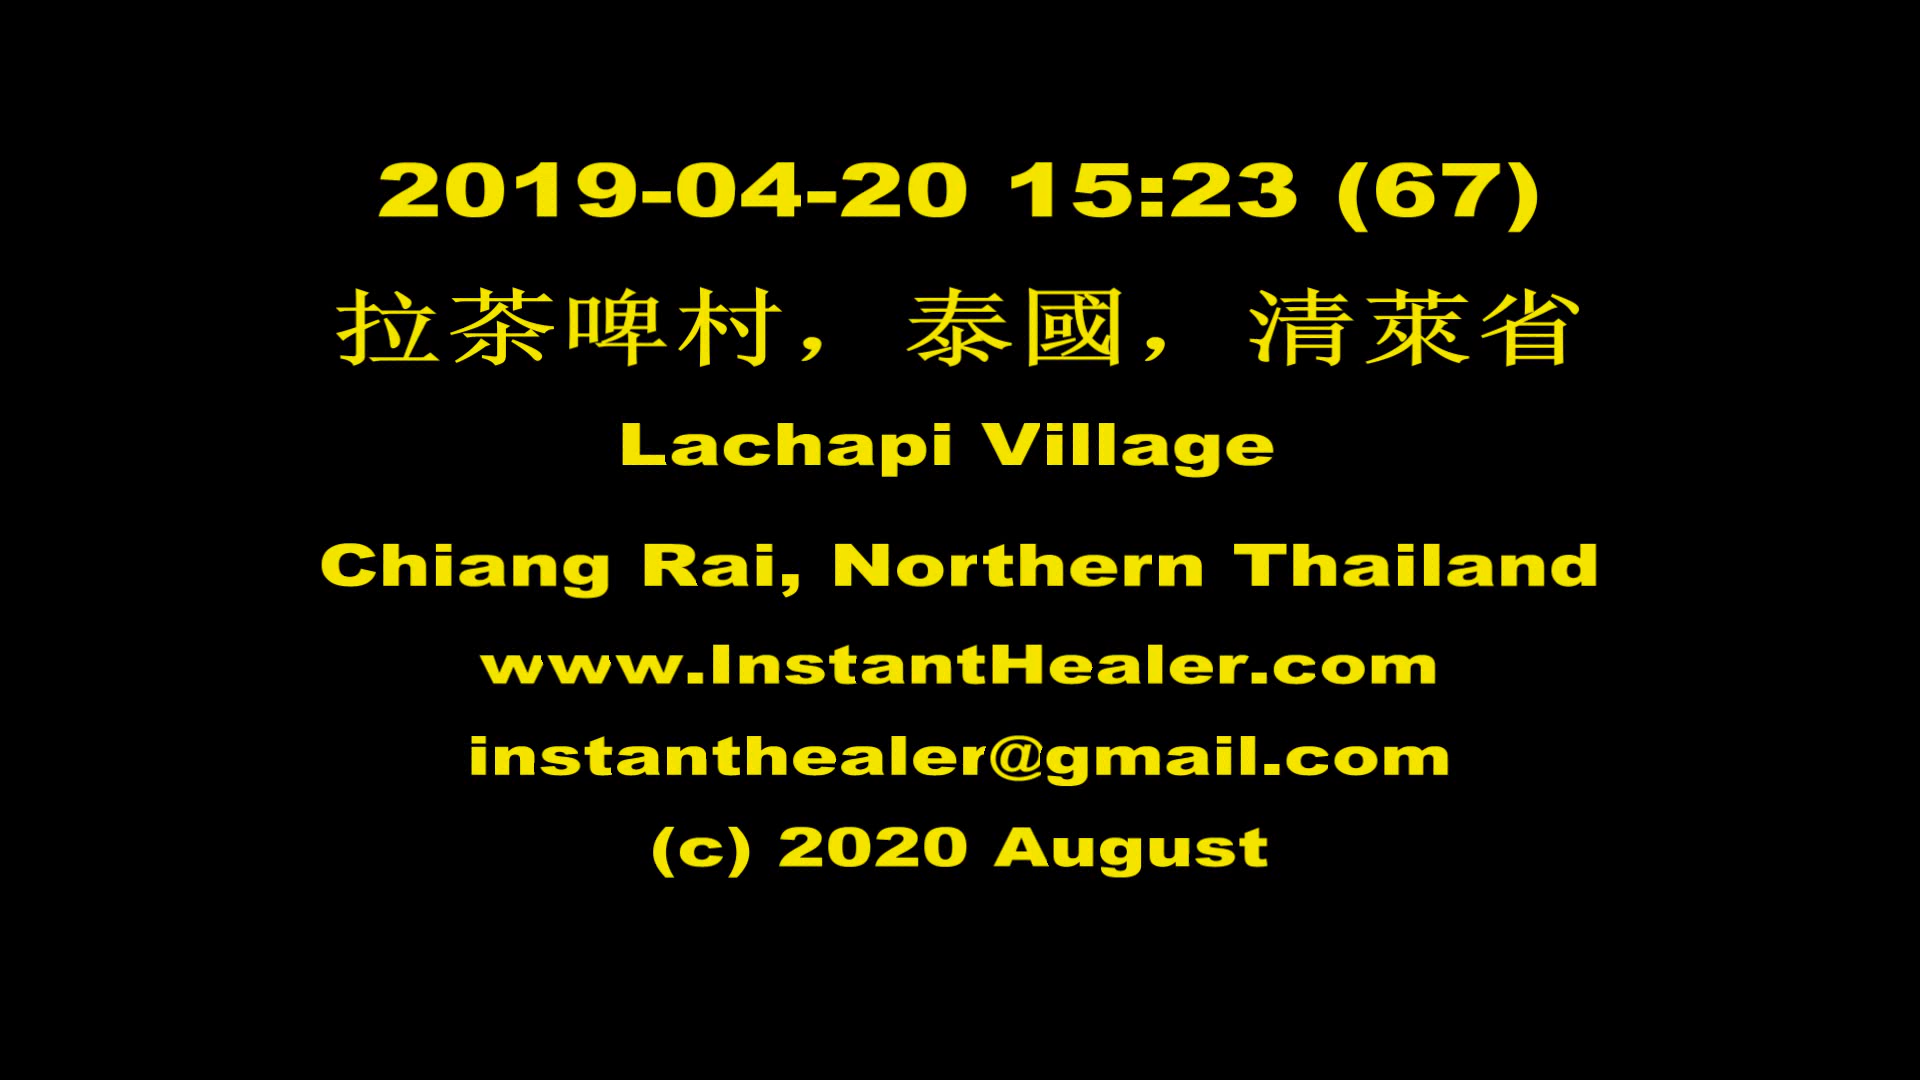 2019-04-20 15:23 (67)
拉茶啤村，泰國，清萊省
Lachapi Village
Chiang Rai, Northern Thailand
www.InstantHealer.com
instanthealer@gmail.com
(c) 2020 August